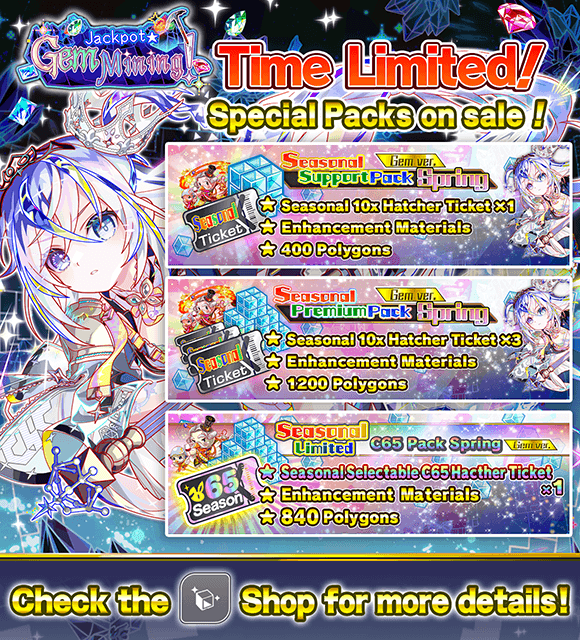 Jackpot★
Gem Mining!
Time Limited!
Special Packs on sale !
Seasonal
Gem ver.
Support Pack Spring
Seasonal
Ticket
★ Seasonal 10x Hatcher Ticket ×1
★ Enhancement Materials
★ 400 Polygons
Seasonal
Gem ver.
Premium Pack Spring
Seasonal
Ticket
★ Seasonal 10x Hatcher Ticket ×3
★ Enhancement Materials
★ 1200 Polygons
Seasonal
Limited
C65 Pack Spring
Gem ver.
65
Season
★ Seasonal Selectable C65 Hacther Ticket
×1
★ Enhancement Materials
★ 840 Polygons
Check the Shop for more details!